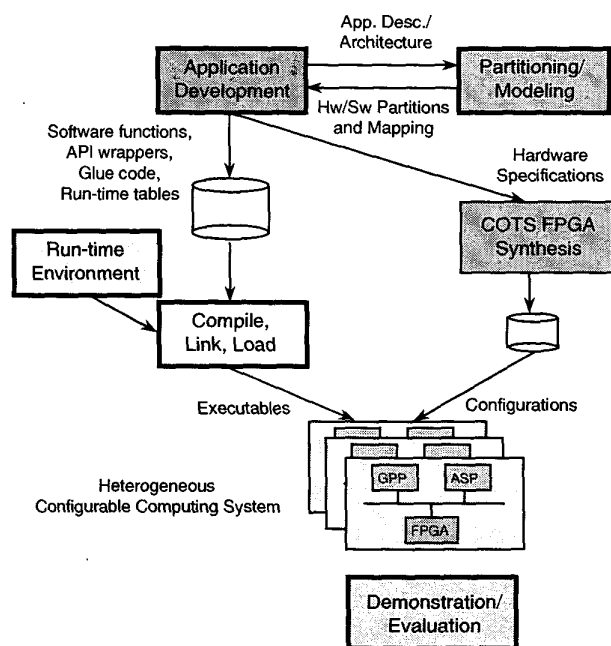 App. Desc./
Architecture
Application
Development
Partitioning/
Modeling
Hw/Sw Partitions
and Mapping
Software functions,
API wrappers,
Glue code,
Run-time tables
Hardware
Specifications
COTS FPGA
Synthesis
Run-time
Environment
Compile,
Link, Load
Executables
Configurations
GPP
ASP
Heterogeneous
Configurable Computing System
FPGA
Demonstration/
Evaluation